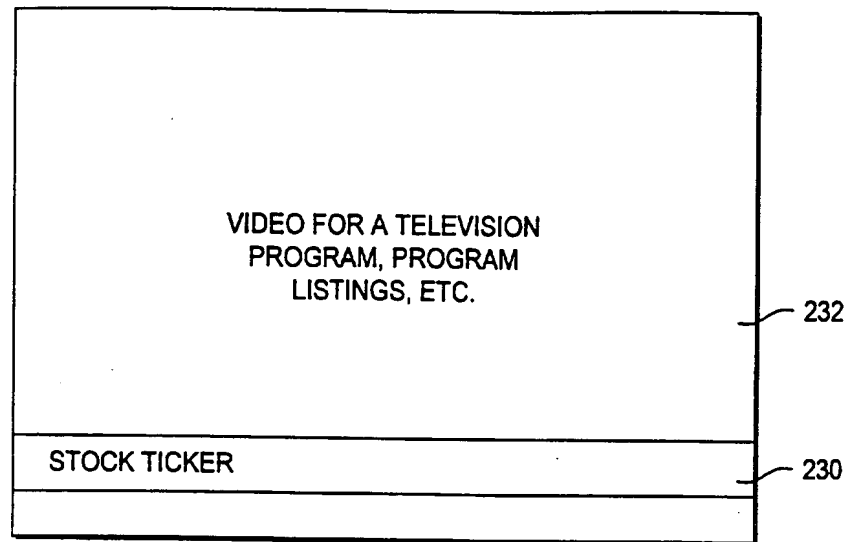 VIDEO FOR A TELEVISION
PROGRAM, PROGRAM
LISTINGS, ETC.
232
STOCK TICKER
230